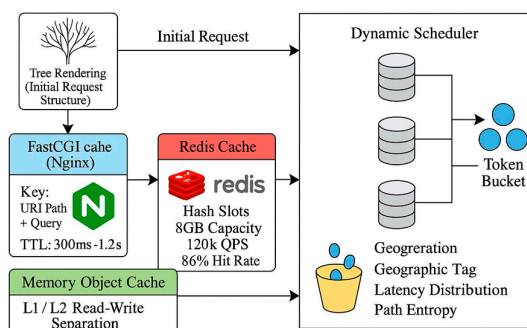 Tree Rendering
(Initial Request
Structure)
Initial Request
FastCGI cahe
(Nginx)
Key:
URI Path
+ Query
TTL: 300ms-1.2s
Redis Cache
redis
Hash Slots
8GB Capacity
120k QPS
86% Hit Rate
Memory Object Cache
L1 / L2 Read-Write
Separation
Dynamic Scheduler
Token
Bucket
Geogreration
Geographic Tag
Latency Distribution
Path Entropy